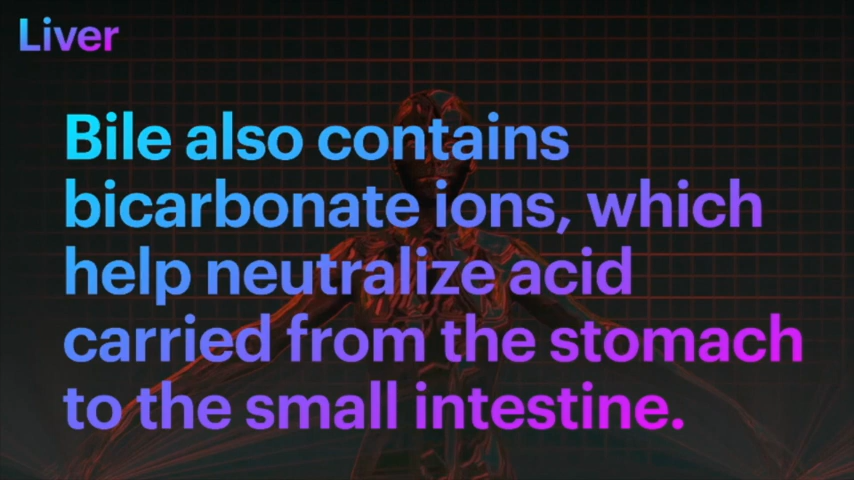 Liver
Bile also contains
bicarbonate ions, which
help neutralize acid
carried from the stomach
to the small intestine.